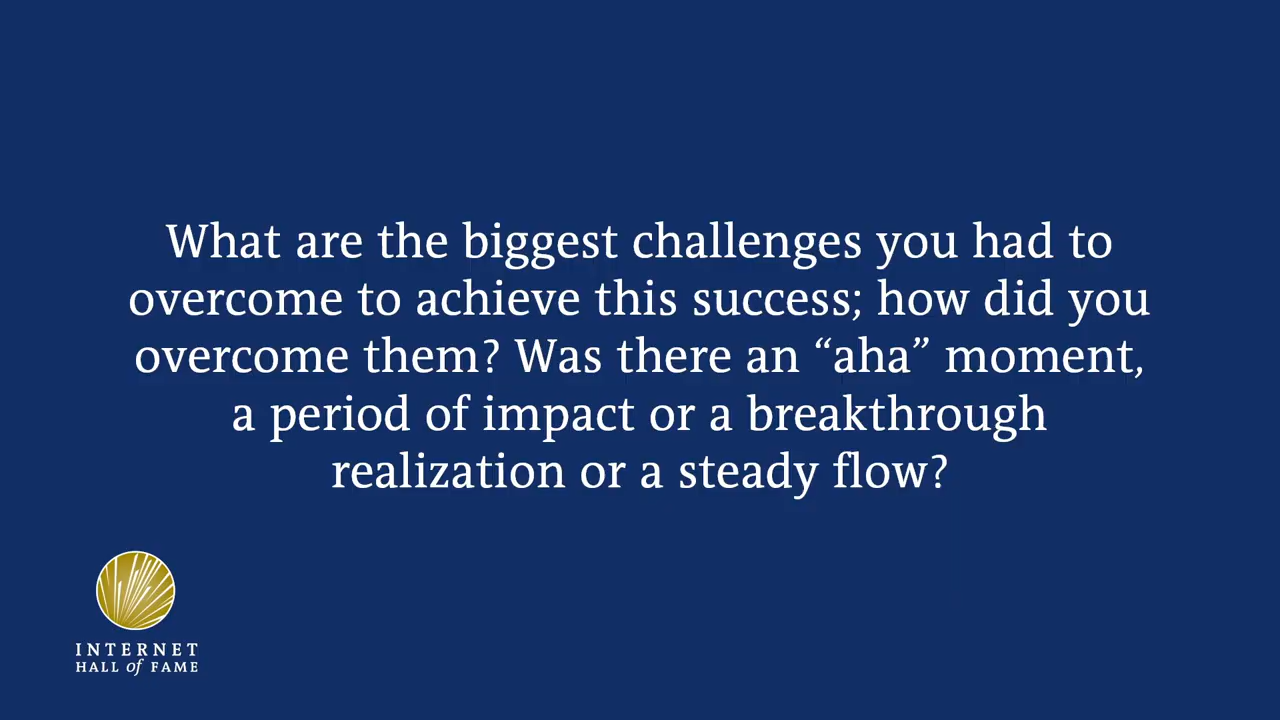 What are the biggest challenges you had to
overcome to achieve this success; how did you
overcome them? Was there an “aha” moment,
a period of impact or a breakthrough
realization or a steady flow?
INTERNET
HALL of FAME